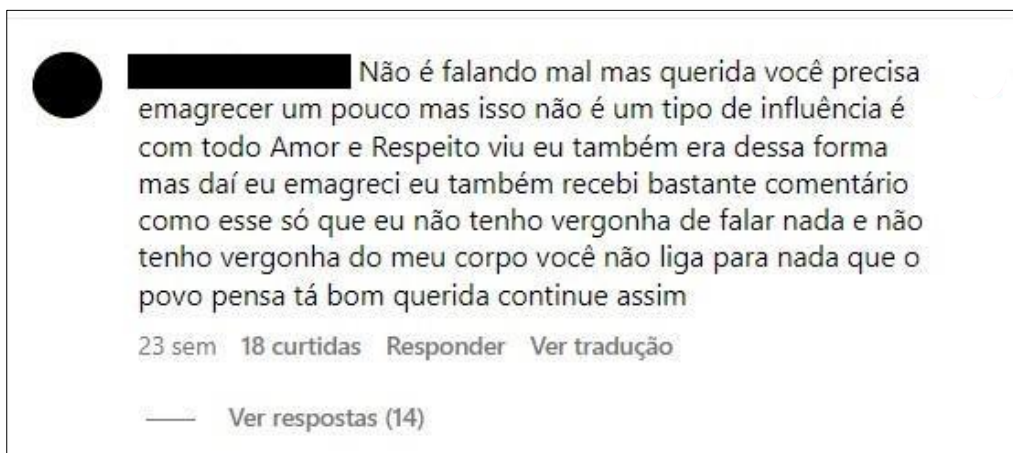 Não é falando mal mas querida você precisa
emagrecer um pouco mas isso não é um tipo de influência é
com todo Amor e Respeito viu eu também era dessa forma
mas daí eu emagreci eu também recebi bastante comentário
como esse só que eu não tenho vergonha de falar nada e não
tenho vergonha do meu corpo você não liga para nada que o
povo pensa tá bom querida continue assim
23 sem 18 curtidas Responder Ver tradução
Ver respostas (14)